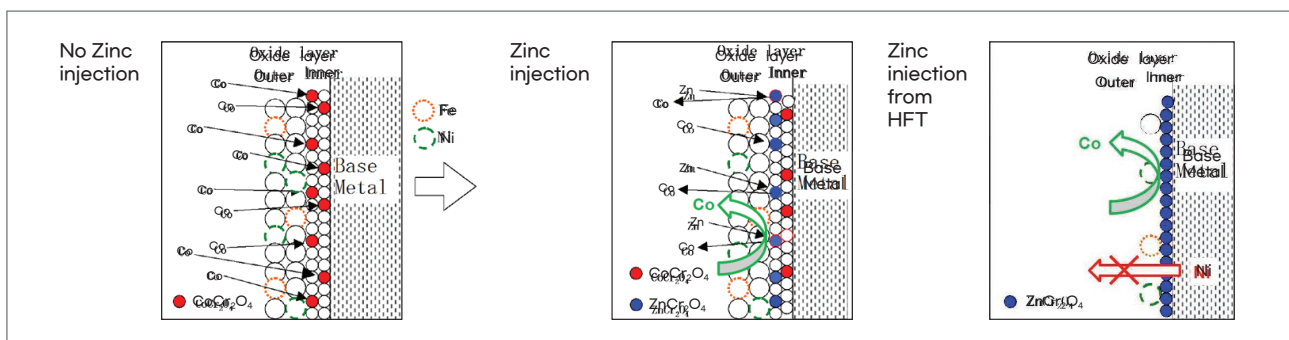 No Zinc
injection
Oxide layer
Outer Inner
Co
Co
Co
Co
Co
Co
Co
Co
Co
Base
Metal
CoCr₂O₄
Fe
Ni
Zinc
injection
Oxide layer
Outer Inner
Zn
Co
Co
Zn
Co
Co
Zn
Co
Base
Metal
CoCr₂O₄
ZnCr₂O₄
Zinc
iniection
from
HFT
Oxide layer
Outer Inner
Co
Base
Metal
Ni
ZnCr₂O₄